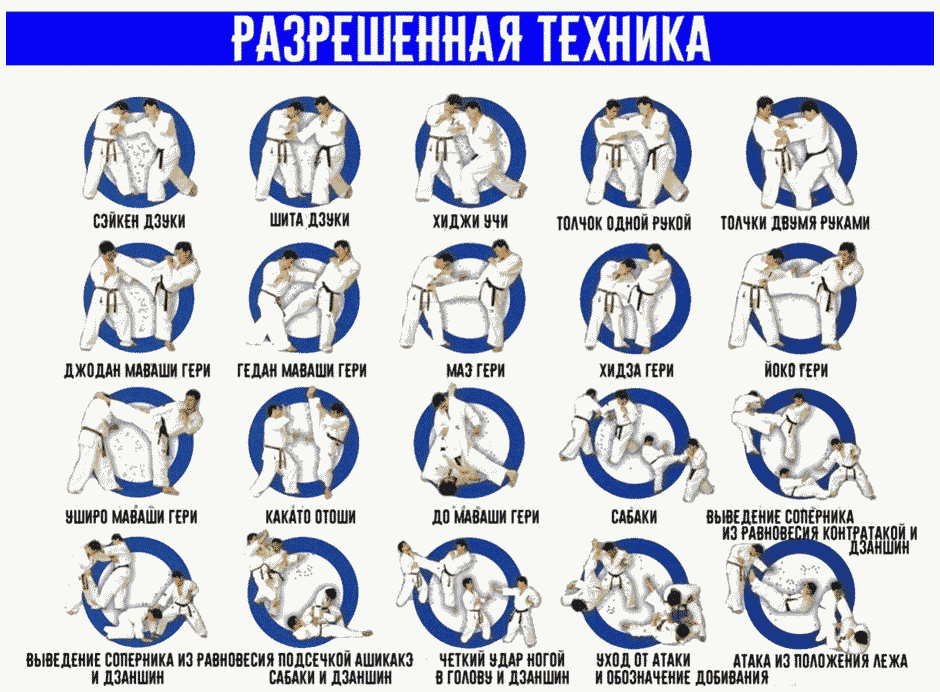 РАЗРЕШЕННАЯ ТЕХНИКА
СЭЙКЕН ДЗУКИ
ШИТА ДЗУКИ
ХИДЖИ УЧИ
ТОЛЧОК ОДНОЙ РУКОЙ
ТОЛЧКИ ДВУМЯ РУКАМИ
ДЖОДАН МАВАШИ ГЕРИ
ГЕДАН МАВАШИ ГЕРИ
МАЭ ГЕРИ
ХИДЗА ГЕРИ
ЙОКО ГЕРИ
УШИРО МАВАШИ ГЕРИ
КАКАТО ОТОШИ
ДО МАВАШИ ГЕРИ
САБАКИ
ВЫВЕДЕНИЕ СОПЕРНИКА
ИЗ РАВНОВЕСИЯ КОНТРАТАКОЙ И
ДЗАНШИН
ВЫВЕДЕНИЕ СОПЕРНИКА ИЗ РАВНОВЕСИЯ ПОДСЕЧКОЙ АШИКАКЭ
И ДЗАНШИН
САБАКИ И ДЗАНШИН
ЧЕТКИЙ УДАР НОГОЙ
В ГОЛОВУ И ДЗАНШИН
УХОД ОТ АТАКИ
И ОБОЗНАЧЕНИЕ ДОБИВАНИЯ
АТАКА ИЗ ПОЛОЖЕНИЯ ЛЕЖА